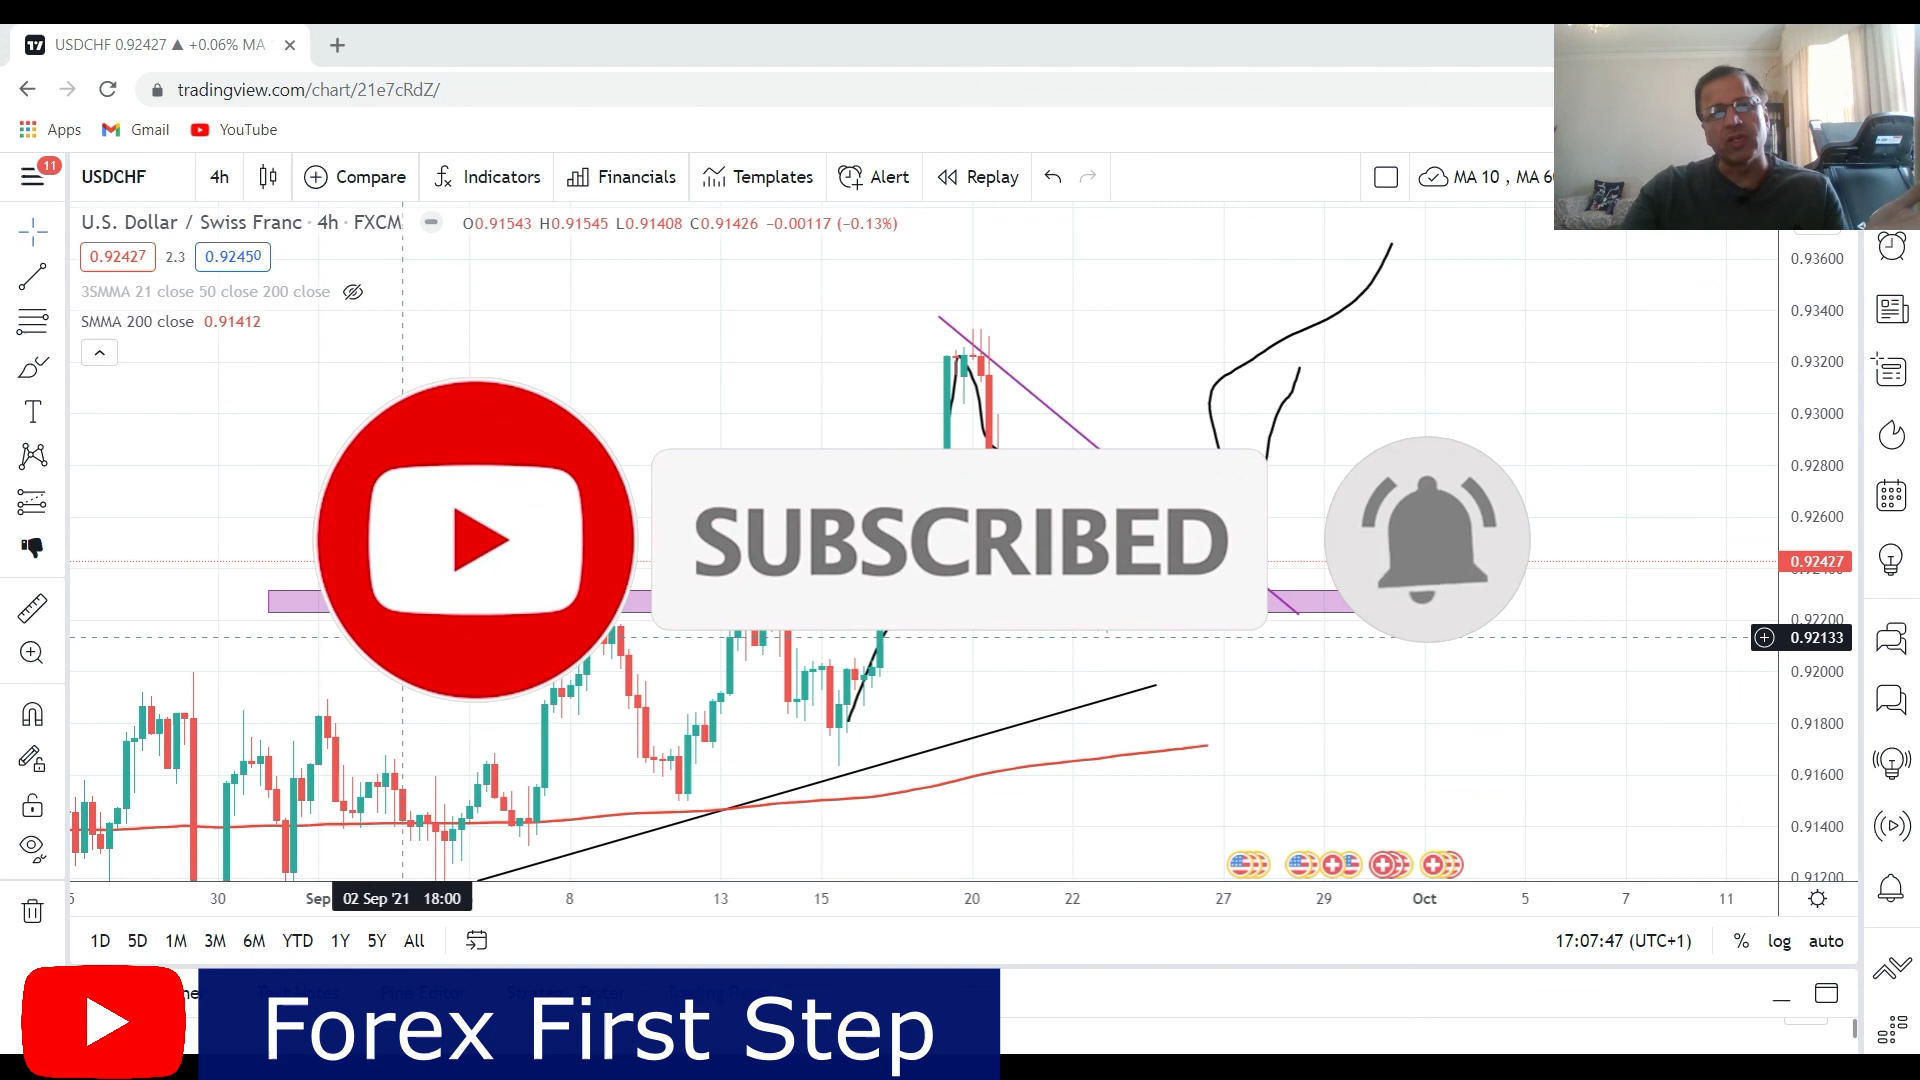 USDCHF 0.92427 ▲ +0.06% MA
tradingview.com/chart/21e7cRdZ/
Apps Gmail YouTube
11
USDCHF 4h Compare Indicators Financials Templates Alert Replay MA 10 , MA 60
U.S. Dollar / Swiss Franc · 4h · FXCM O0.91543 H0.91545 L0.91408 C0.91426 −0.00117 (−0.13%)
0.92427 2.3 0.92450
3SMMA 21 close 50 close 200 close
SMMA 200 close 0.91412
0.93600
0.93400
0.93200
0.93000
0.92800
0.92600
0.92427
0.92200
0.92133
0.92000
0.91800
0.91600
0.91400
0.91200
SUBSCRIBED
30 Sep 02 Sep '21 18:00 8 13 15 20 22 27 29 Oct 5 7 11
1D 5D 1M 3M 6M YTD 1Y 5Y All 17:07:47 (UTC+1) % log auto
Forex First Step